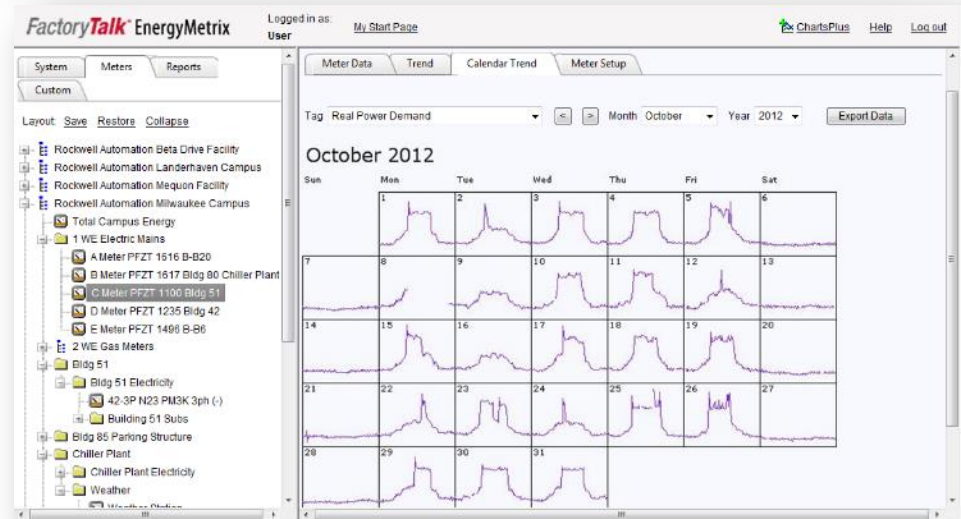 FactoryTalk EnergyMetrix
Logged in as:
User
My Start Page
ChartsPlus
Help
Log out
System
Meters
Reports
Custom
Layout: Save Restore Collapse
Rockwell Automation Beta Drive Facility
Rockwell Automation Landerhaven Campus
Rockwell Automation Mequon Facility
Rockwell Automation Milwaukee Campus
Total Campus Energy
1 WE Electric Mains
A Meter PFZT 1616 B-B20
B Meter PFZT 1617 Bldg 80 Chiller Plant
C Meter PFZT 1100 Bldg 51
D Meter PFZT 1235 Bldg 42
E Meter PFZT 1496 B-B6
2 WE Gas Meters
Bldg 51
Bldg 51 Electricity
42-3P N23 PM3K 3ph (-)
Building 51 Subs
Bldg 85 Parking Structure
Chiller Plant
Chiller Plant Electricity
Weather
Weather Station
Meter Data
Trend
Calendar Trend
Meter Setup
Tag Real Power Demand < > Month October Year 2012 Export Data
October 2012
Sun Mon Tue Wed Thu Fri Sat
1 2 3 4 5 6
7 8 9 10 11 12 13
14 15 16 17 18 19 20
21 22 23 24 25 26 27
28 29 30 31